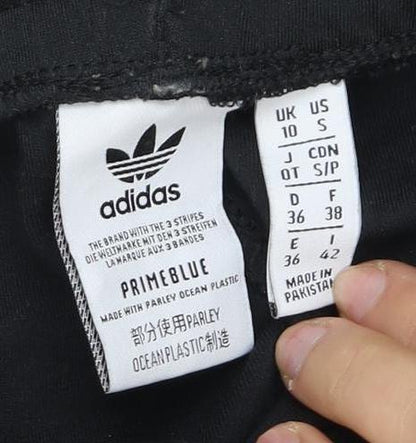 adidas
THE BRAND WITH THE 3 STRIPES
DIE WELTMARKE MIT DEN 3 STREIFEN
LA MARQUE AUX 3 BANDES
PRIMEBLUE
MADE WITH PARLEY OCEAN PLASTIC
部分使用PARLEY
OCEAN PLASTIC制造
UK US
10 S
J CDN
OT S/P
D F
36 38
E I
36 42
MADE IN
PAKISTAN